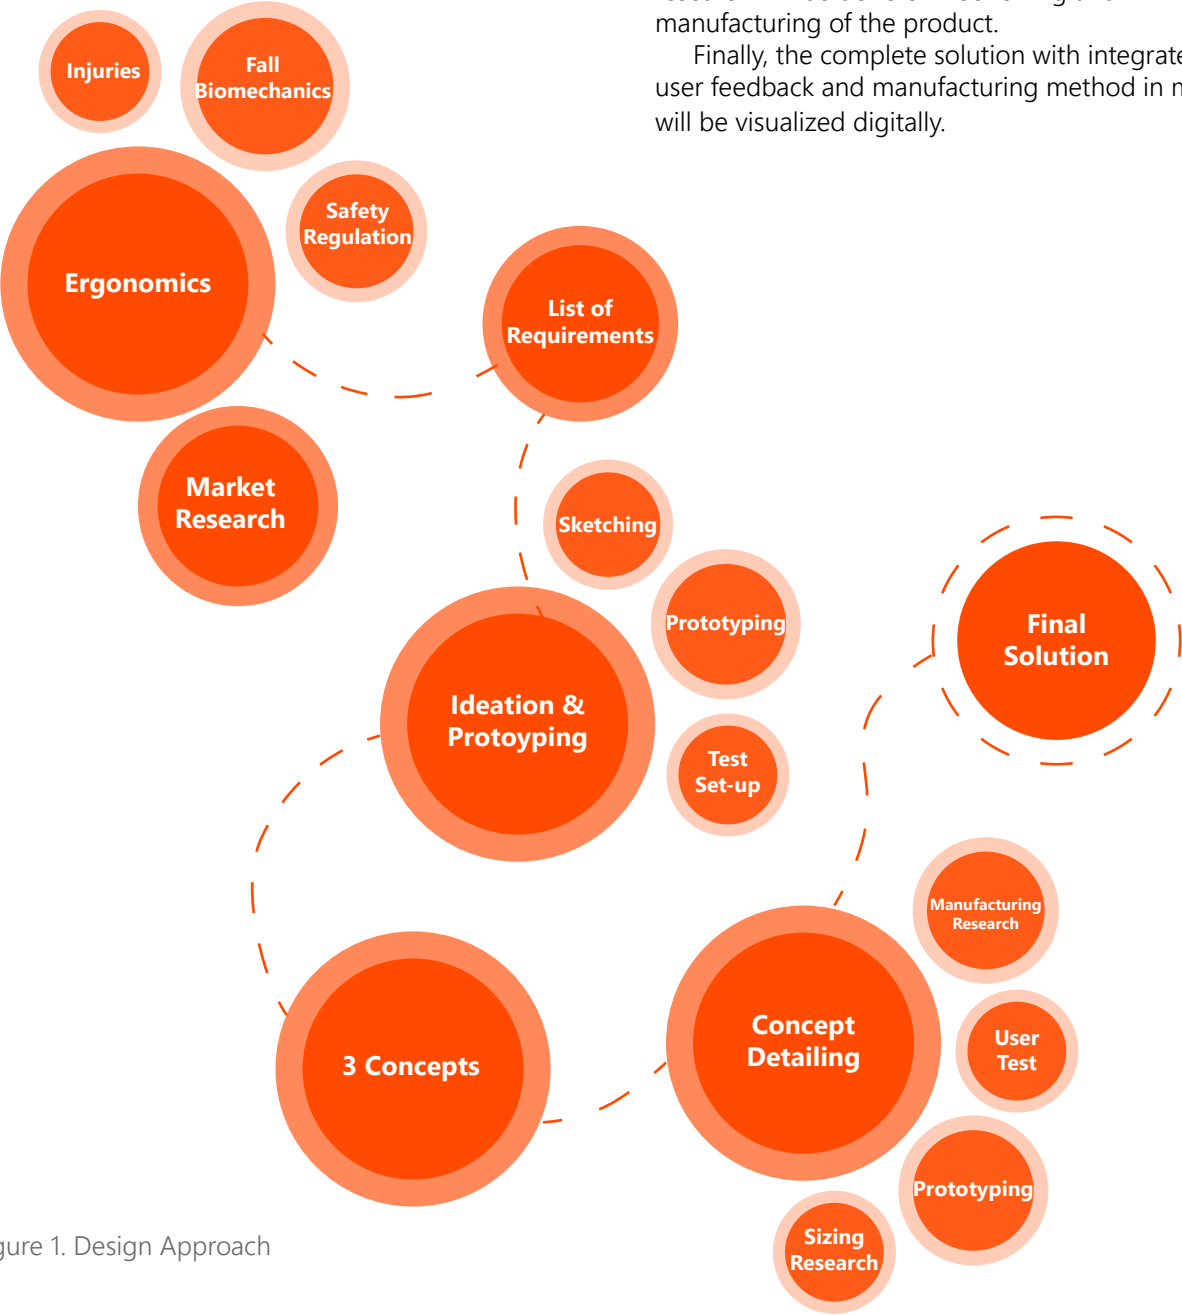 manufacturing of the product.
Finally, the complete solution with integrate
user feedback and manufacturing method in
will be visualized digitally.
Injuries
Fall
Biomechanics
Safety
Regulation
Ergonomics
List of
Requirements
Market
Research
Sketching
Prototyping
Final
Solution
Ideation &
Protoyping
Test
Set-up
Manufacturing
Research
Concept
Detailing
User
Test
3 Concepts
Prototyping
Sizing
Research
gure 1. Design Approach